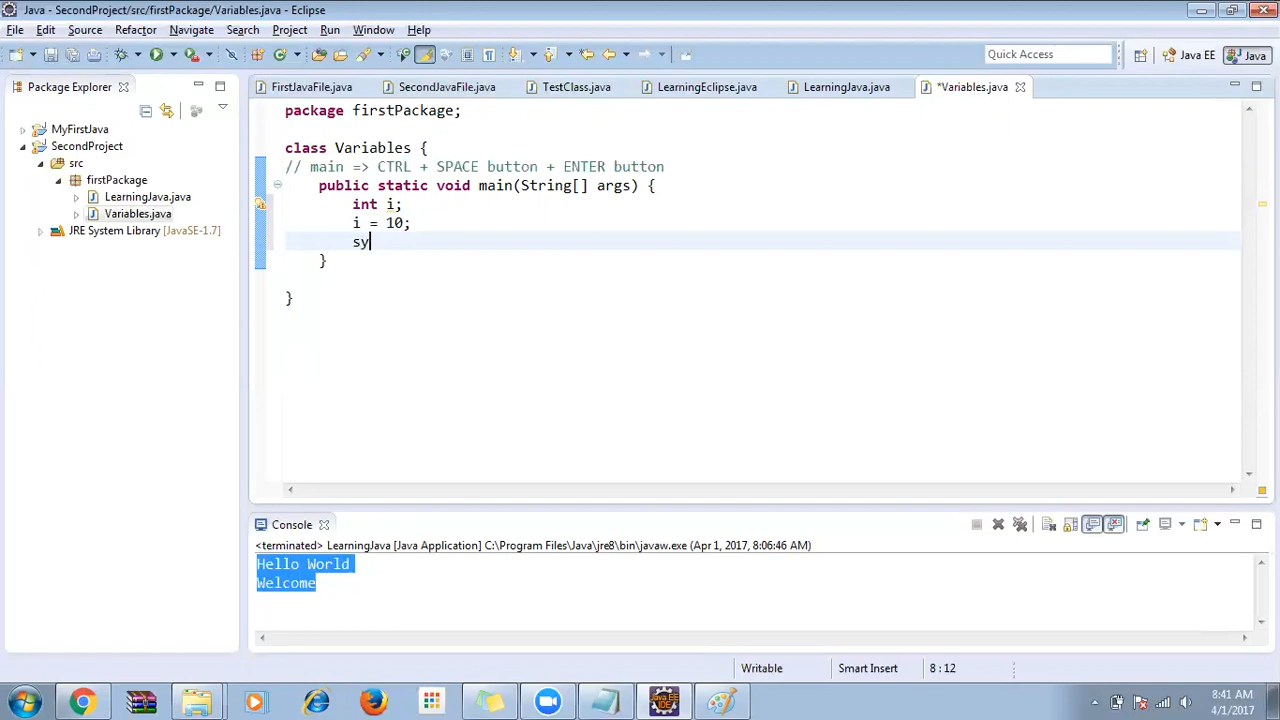 Java - SecondProject/src/firstPackage/Variables.java - Eclipse
File Edit Source Refactor Navigate Search Project Run Window Help
Quick Access
Java EE
Java
Package Explorer
FirstJavaFile.java
SecondJavaFile.java
TestClass.java
LearningEclipse.java
LearningJava.java
*Variables.java
MyFirstJava
SecondProject
src
firstPackage
LearningJava.java
Variables.java
JRE System Library [JavaSE-1.7]
package firstPackage;
class Variables {
// main => CTRL + SPACE button + ENTER button
public static void main(String[] args) {
int i;
i = 10;
sy
}
}
Console
<terminated> LearningJava [Java Application] C:\Program Files\Java\jre8\bin\javaw.exe (Apr 1, 2017, 8:06:46 AM)
Hello World
Welcome
Writable
Smart Insert
8 : 12
Java EE
IDE
8:41 AM
4/1/2017